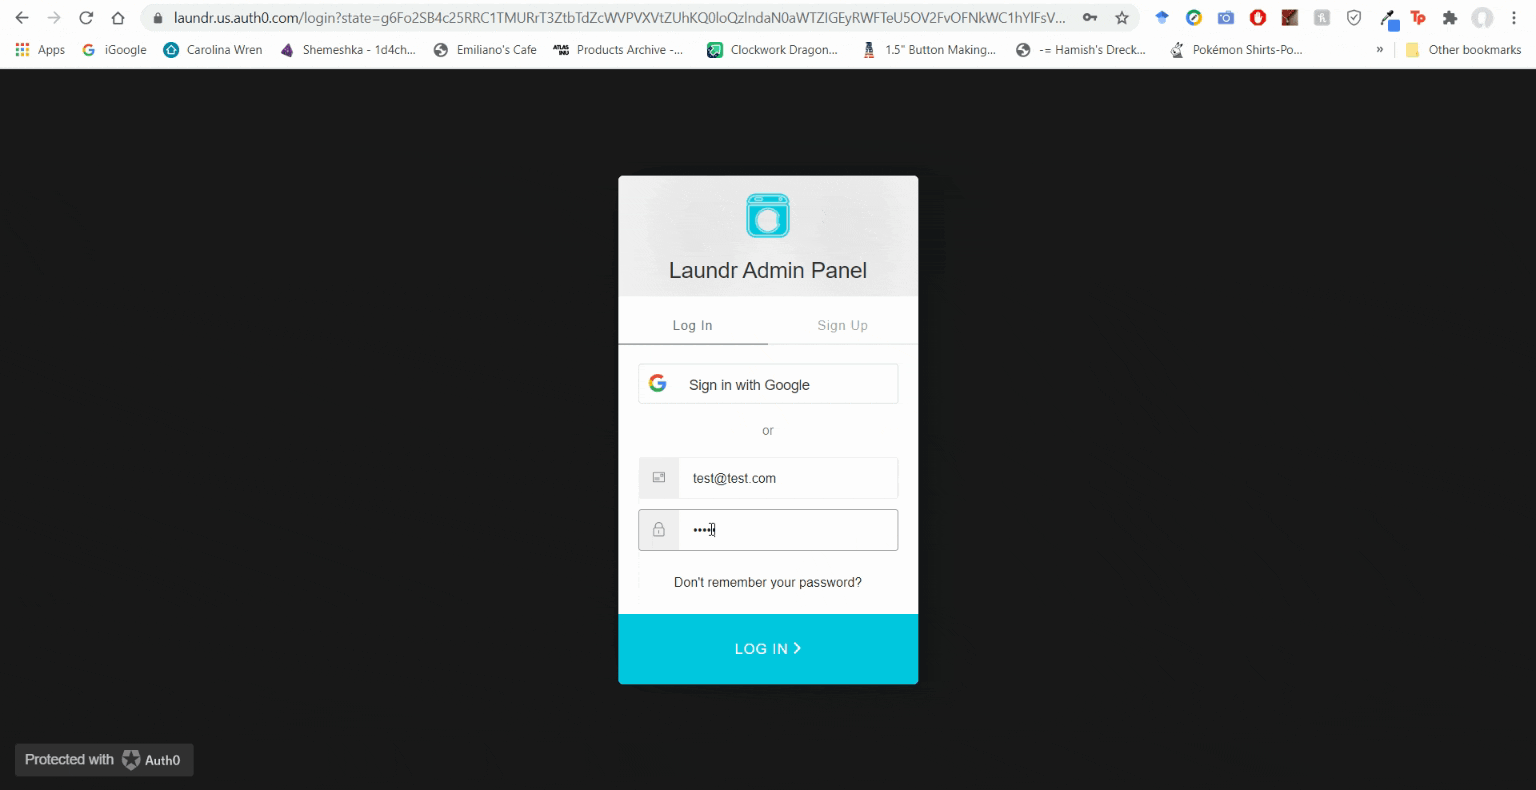 laundr.us.auth0.com/login?state=g6Fo2SB4c25RRC1TMURrT3ZtbTdZcWVPVXVtZUhKQ0loQzlndaN0aWTZIGEyRWFTeU5OV2FvOFNkWC1hYlFsV...
Tp
Apps
iGoogle
Carolina Wren
Shemeshka - 1d4ch...
Emiliano's Cafe
Products Archive -...
Clockwork Dragon...
1.5" Button Making...
-= Hamish's Dreck...
Pokémon Shirts-Po...
»
Other bookmarks
Laundr Admin Panel
Log In
Sign Up
Sign in with Google
or
test@test.com
•••••
Don't remember your password?
LOG IN >
Protected with Auth0